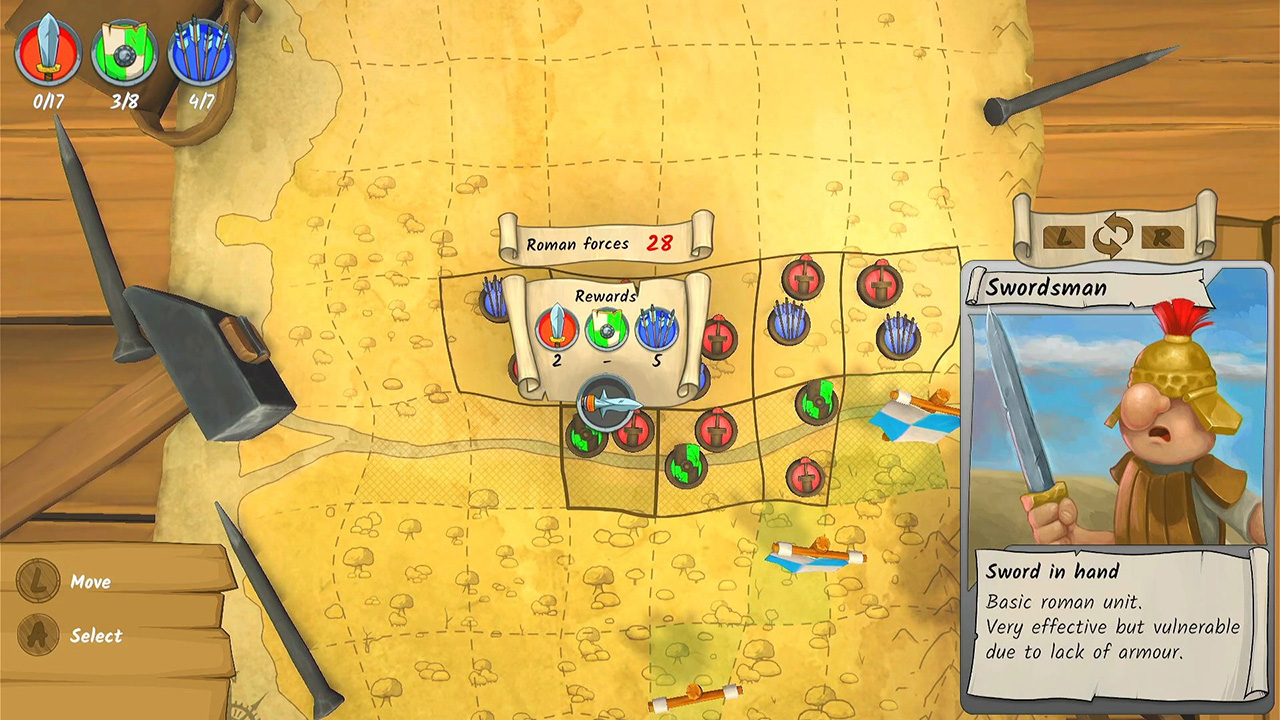 0/17 3/8 4/7
Roman forces 28
Rewards
2 - 5
L R
Swordsman
Sword in hand
Basic roman unit.
Very effective but vulnerable
due to lack of armour.
L Move
A Select